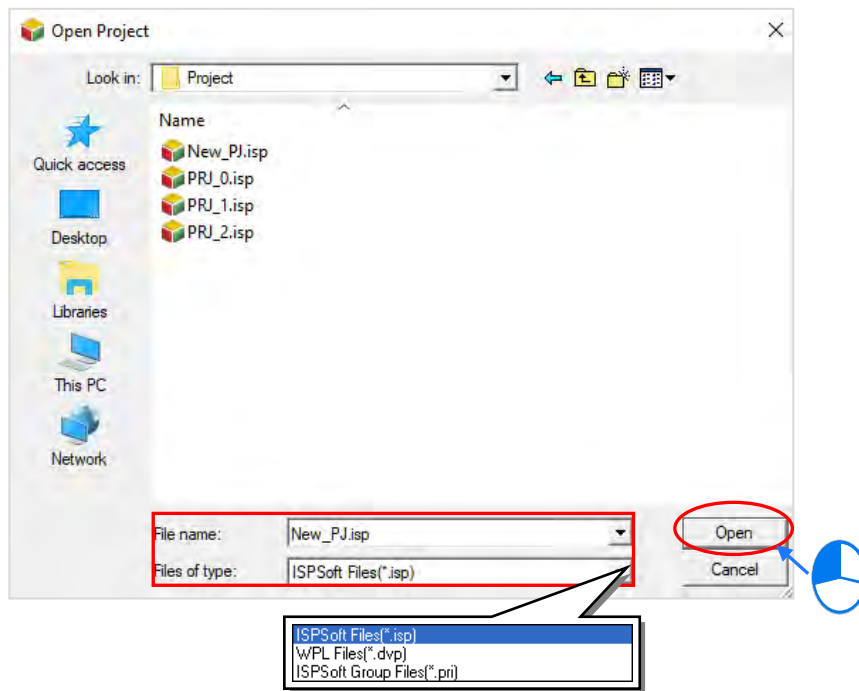 Open Project
Look in: Project
Name
New_PJ.isp
PRJ_0.isp
PRJ_1.isp
PRJ_2.isp
Quick access
Desktop
Libraries
This PC
Network
File name: New_PJ.isp Open
Files of type: ISPSoft Files(*.isp) Cancel
ISPSoft Files(*.isp)
WPL Files(*.dvp)
ISPSoft Group Files(*.pri)